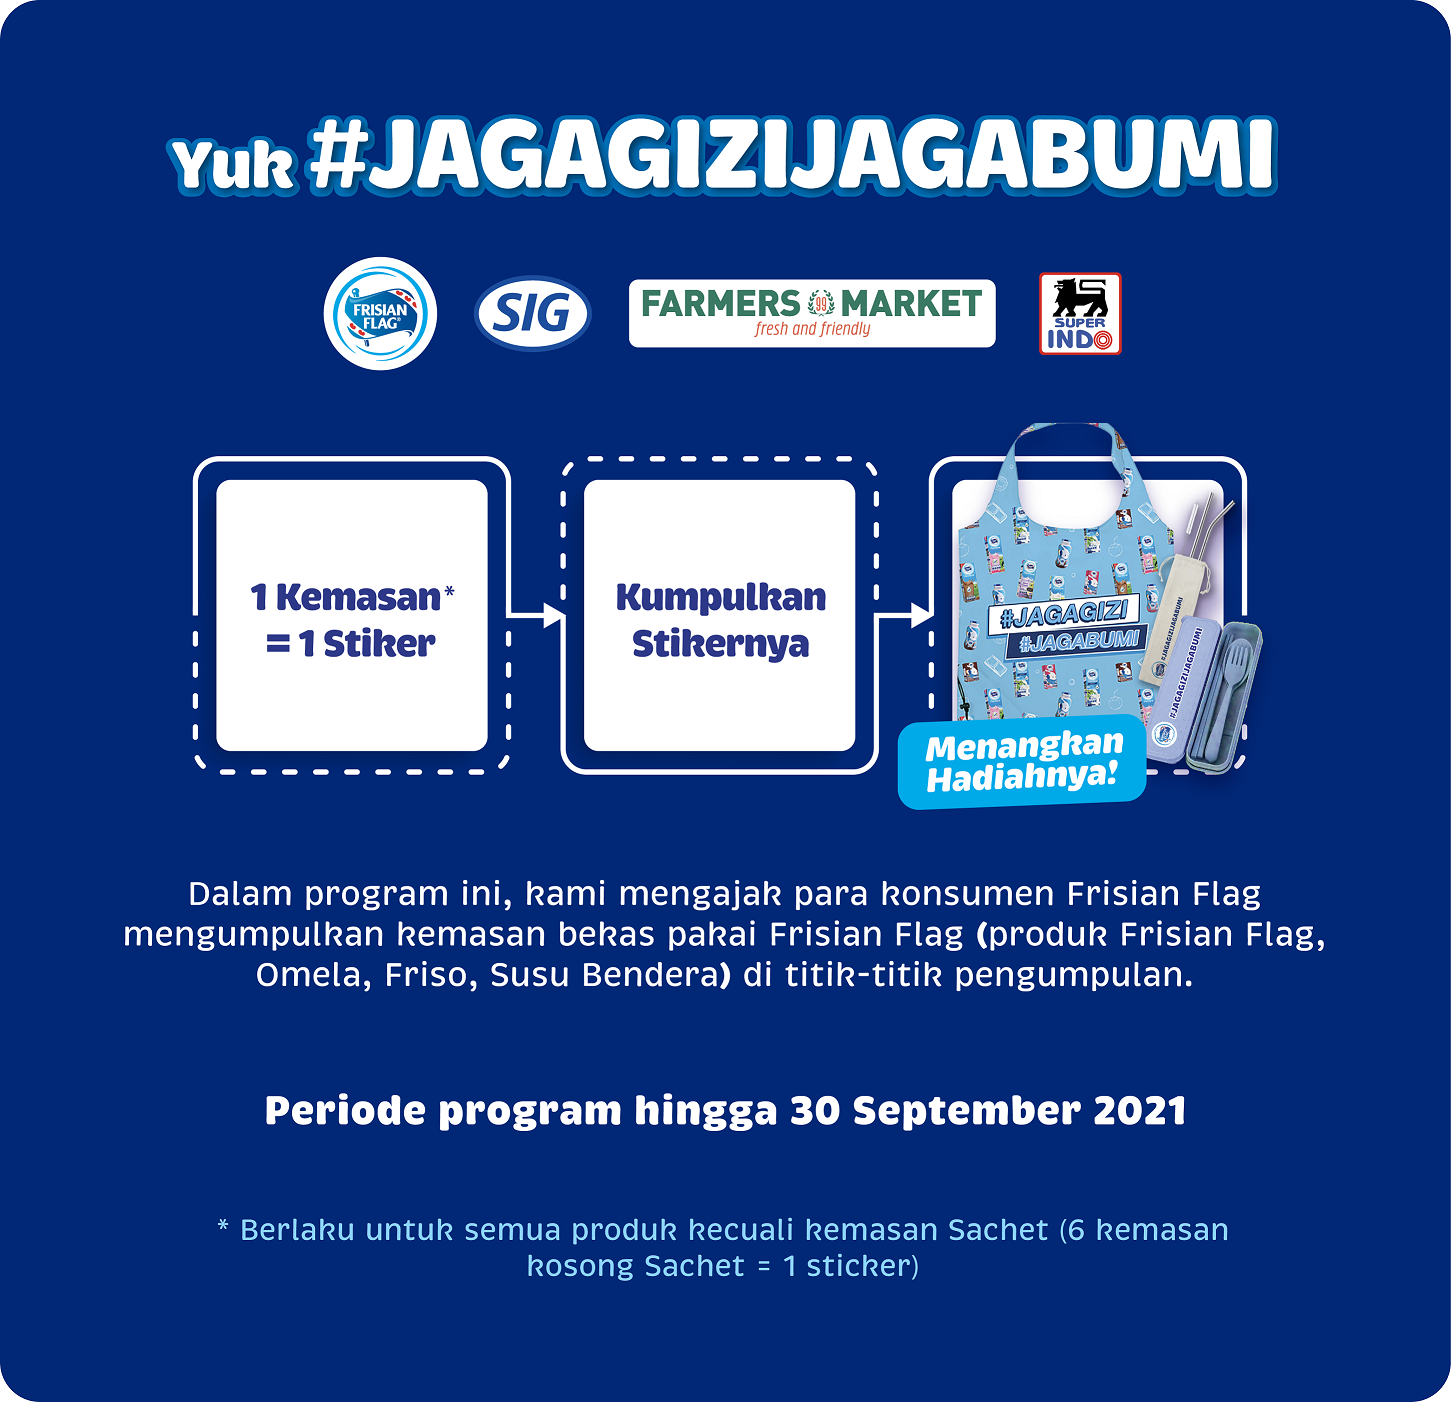 Yuk #JAGAGIZIJAGABUMI
FRISIAN
FLAG®
SIG
FARMERS 99 MARKET
fresh and friendly
SUPER
INDO
1 Kemasan*
= 1 Stiker
Kumpulkan
Stikernya
#JAGAGIZI
#JAGABUMI
#JAGAGIZIJAGABUMI
#JAGAGIZIJAGABUMI
Menangkan
Hadiahnya!
Dalam program ini, kami mengajak para konsumen Frisian Flag
mengumpulkan kemasan bekas pakai Frisian Flag (produk Frisian Flag,
Omela, Friso, Susu Bendera) di titik-titik pengumpulan.
Periode program hingga 30 September 2021
* Berlaku untuk semua produk kecuali kemasan Sachet (6 kemasan
kosong Sachet = 1 sticker)